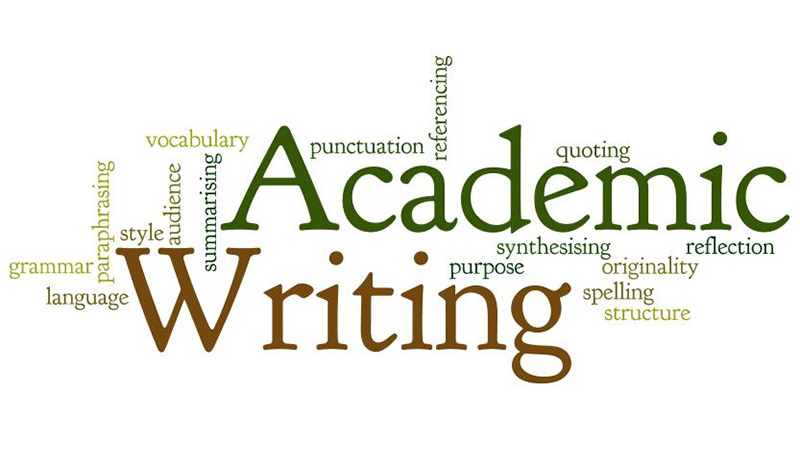 referencing
vocabulary
punctuation
quoting
Academic
paraphrasing
audience
summarising
style
synthesising
reflection
grammar
purpose
originality
language
Writing
spelling
structure